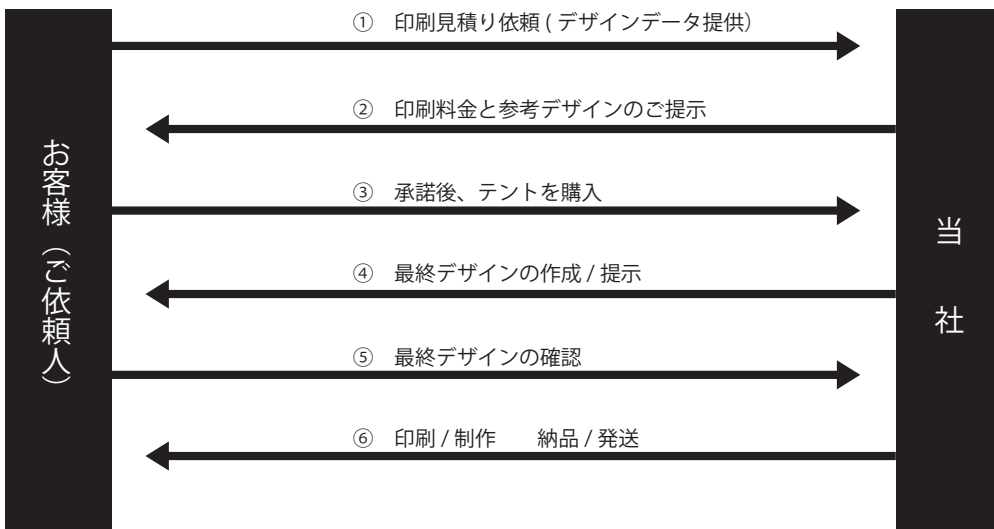 ① 印刷見積り依頼 ( デザインデータ提供）
② 印刷料金と参考デザインのご提示
③ 承諾後、テントを購入
④ 最終デザインの作成 / 提示
⑤ 最終デザインの確認
⑥ 印刷 / 制作　　納品 / 発送
お客様（ご依頼人）
当社